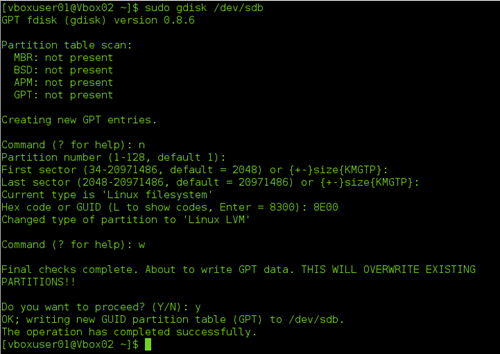 [vboxuser01@Vbox02 ~]$ sudo gdisk /dev/sdb
GPT fdisk (gdisk) version 0.8.6

Partition table scan:
  MBR: not present
  BSD: not present
  APM: not present
  GPT: not present

Creating new GPT entries.

Command (? for help): n
Partition number (1-128, default 1):
First sector (34-20971486, default = 2048) or {+-}size{KMGTP}:
Last sector (2048-20971486, default = 20971486) or {+-}size{KMGTP}:
Current type is 'Linux filesystem'
Hex code or GUID (L to show codes, Enter = 8300): 8E00
Changed type of partition to 'Linux LVM'

Command (? for help): w

Final checks complete. About to write GPT data. THIS WILL OVERWRITE EXISTING
PARTITIONS!!

Do you want to proceed? (Y/N): y
OK; writing new GUID partition table (GPT) to /dev/sdb.
The operation has completed successfully.
[vboxuser01@Vbox02 ~]$